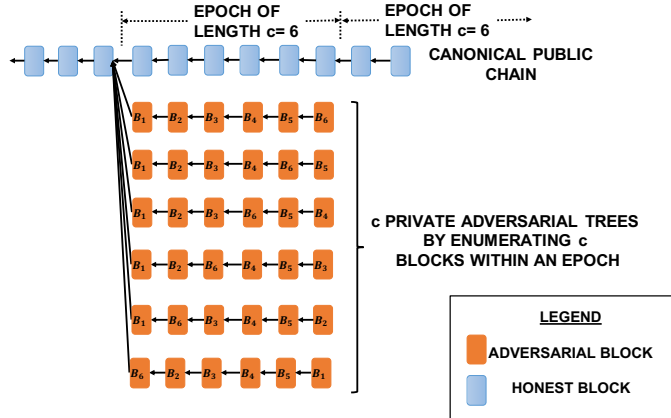 EPOCH OF
LENGTH c= 6
EPOCH OF
LENGTH c= 6
CANONICAL PUBLIC
CHAIN
B₁ B₂ B₃ B₄ B₅ B₆
B₁ B₂ B₃ B₄ B₆ B₅
B₁ B₂ B₃ B₆ B₅ B₄
B₁ B₂ B₆ B₄ B₅ B₃
B₁ B₆ B₃ B₄ B₅ B₂
B₆ B₂ B₃ B₄ B₅ B₁
c PRIVATE ADVERSARIAL TREES
BY ENUMERATING c
BLOCKS WITHIN AN EPOCH
LEGEND
ADVERSARIAL BLOCK
HONEST BLOCK